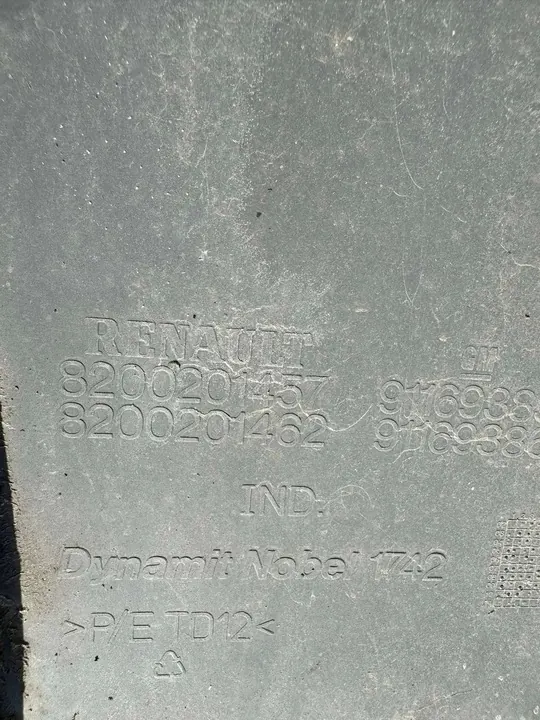 RENAULT
8200201457
8200201462
GM
IND:
Dynamit Nobel 1742
>P/E TD12<